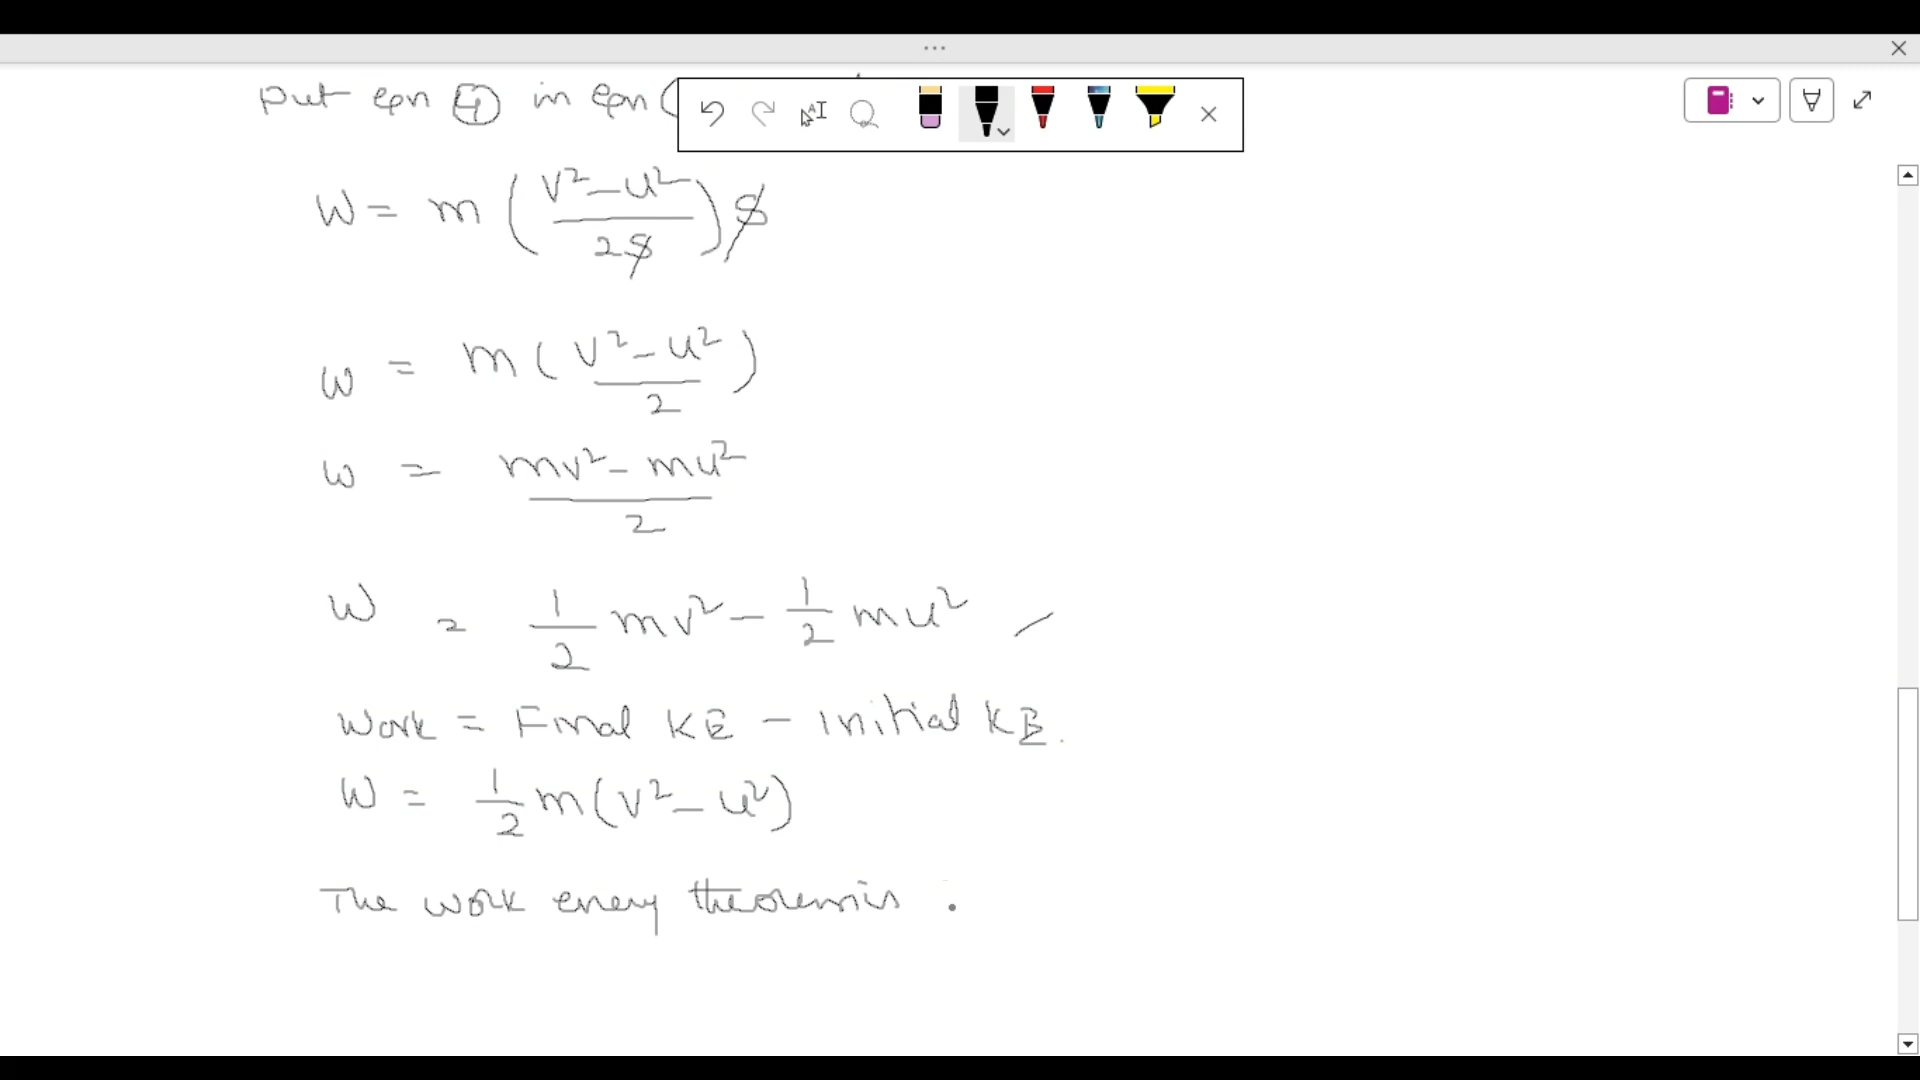 put eqn ④ in eqn (
W = m ( v² - u² / 2s ) s
W = m ( v² - u² / 2 )
W = mv² - mu² / 2
W = 1/2 mv² - 1/2 mu²
Work = Final KE - initial KE.
W = 1/2 m(v² - u²)
The work enery theorem is